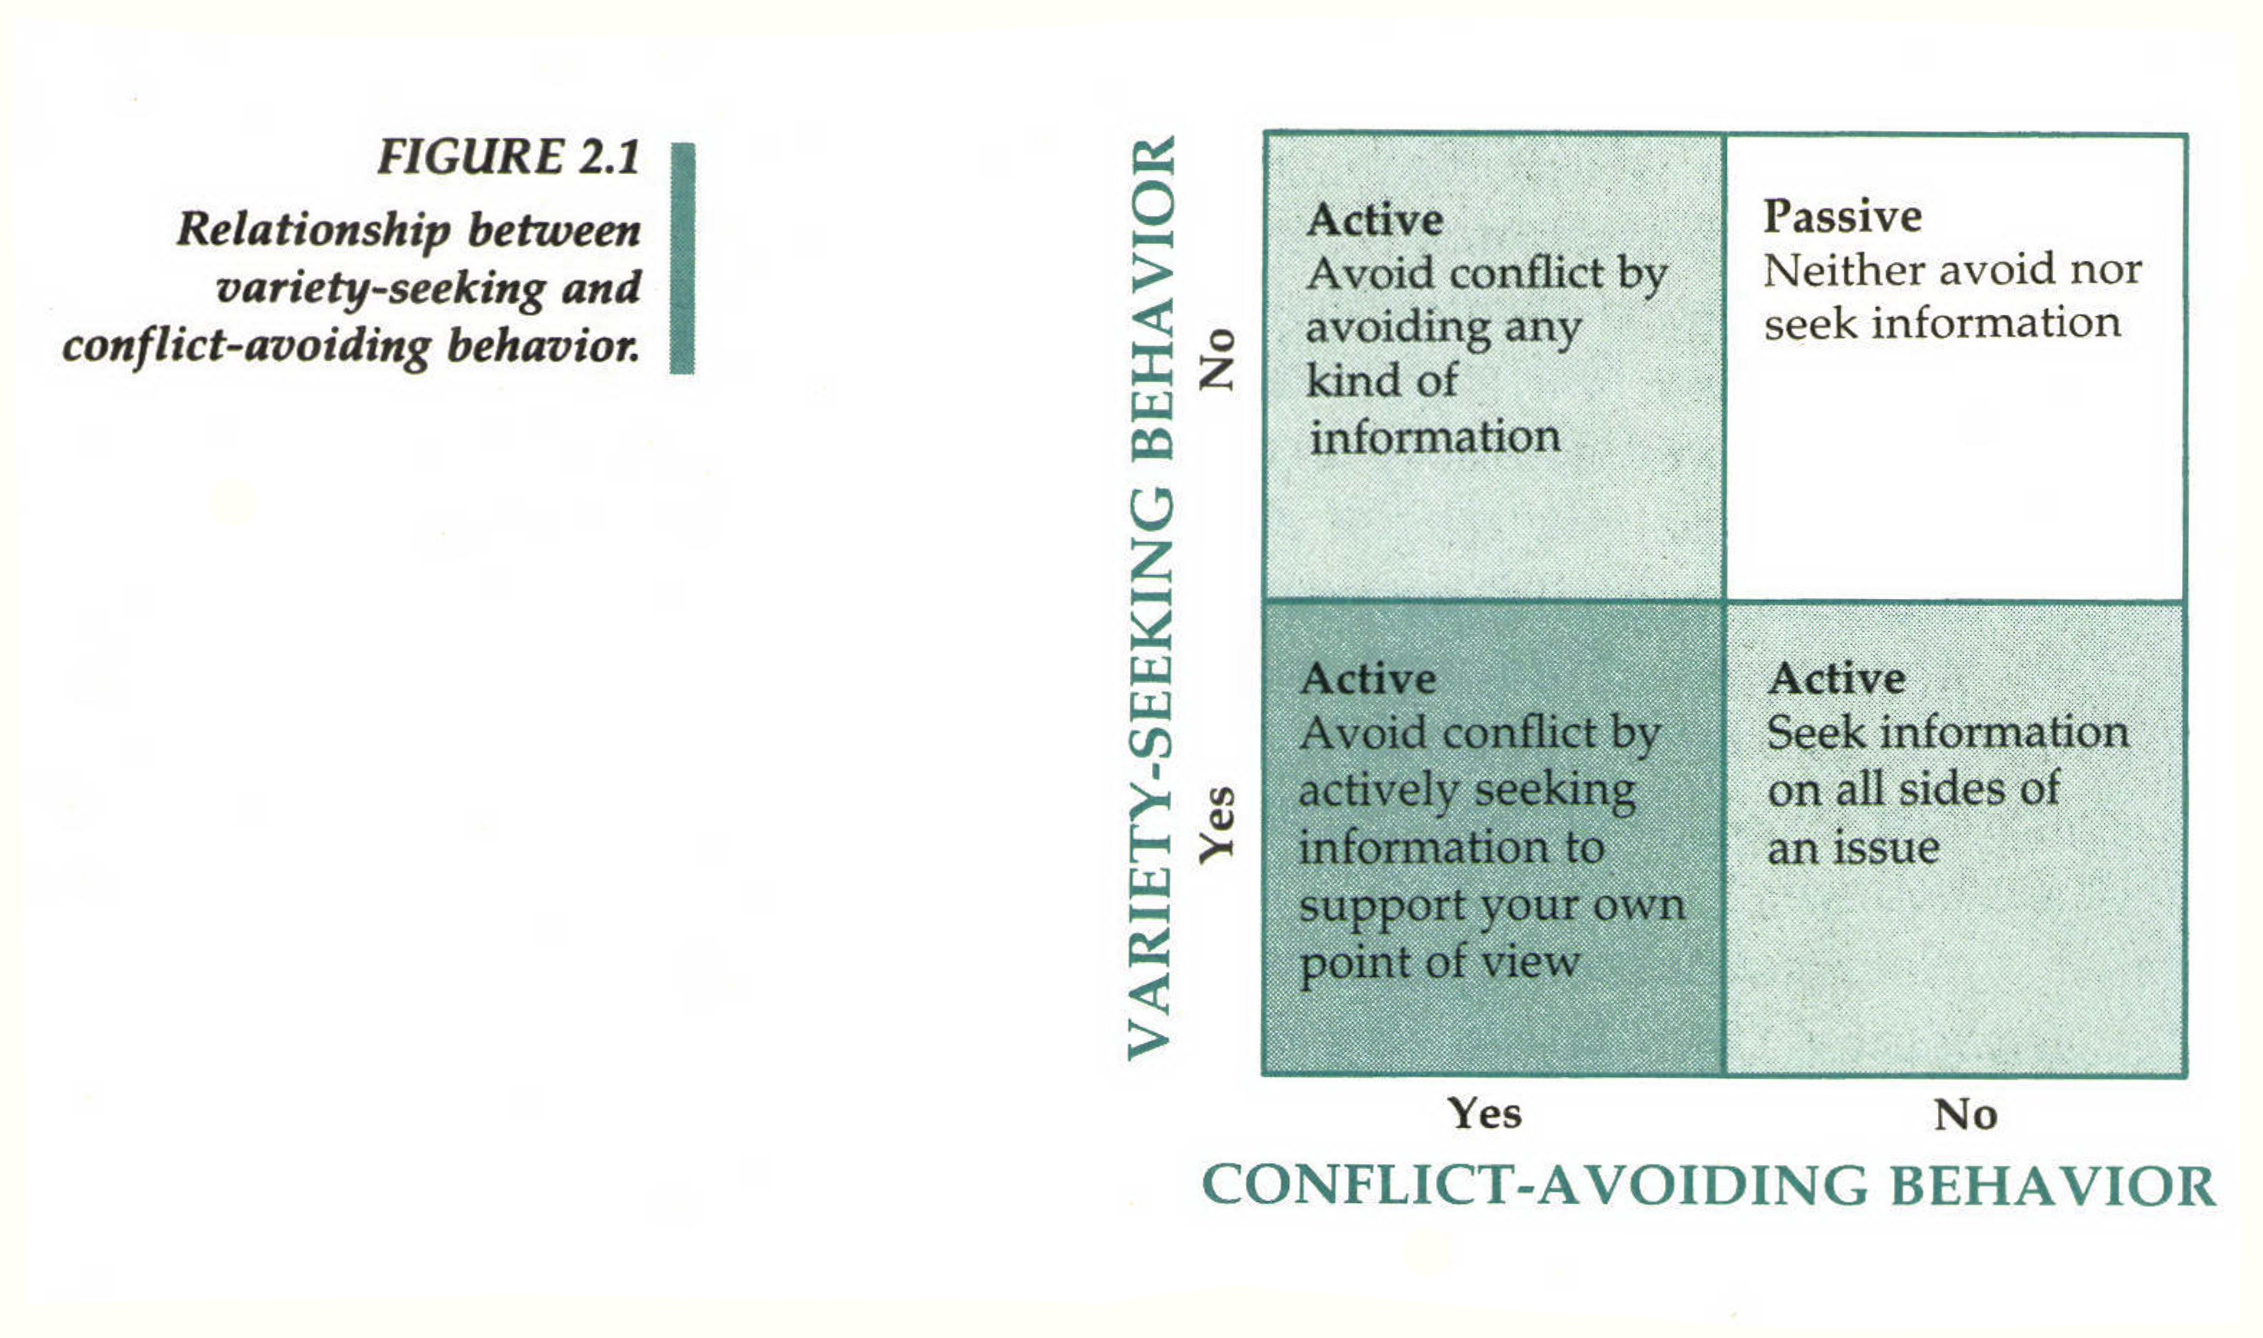 FIGURE 2.1
Relationship between
variety-seeking and
conflict-avoiding behavior.
VARIETY-SEEKING BEHAVIOR
No
Yes
Active
Avoid conflict by
avoiding any
kind of
information
Passive
Neither avoid nor
seek information
Active
Avoid conflict by
actively seeking
information to
support your own
point of view
Active
Seek information
on all sides of
an issue
Yes
No
CONFLICT-AVOIDING BEHAVIOR